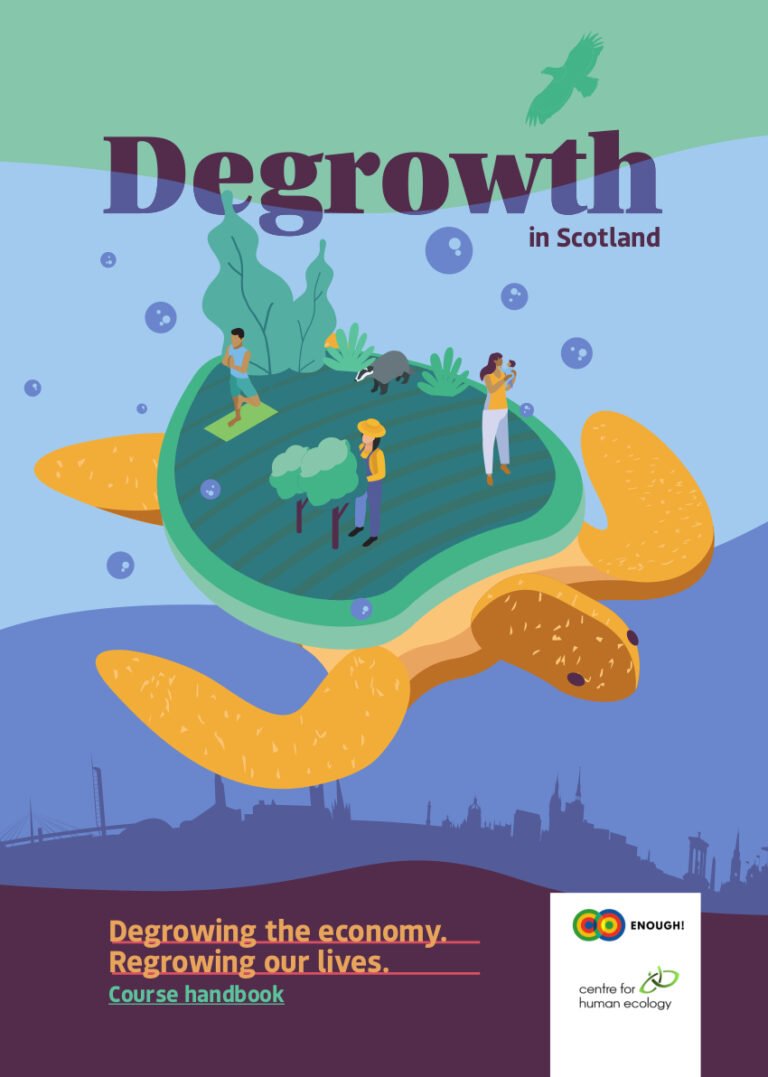 Degrowth
in Scotland
Degrowing the economy.
Regrowing our lives.
Course handbook
ENOUGH!
centre for
human ecology